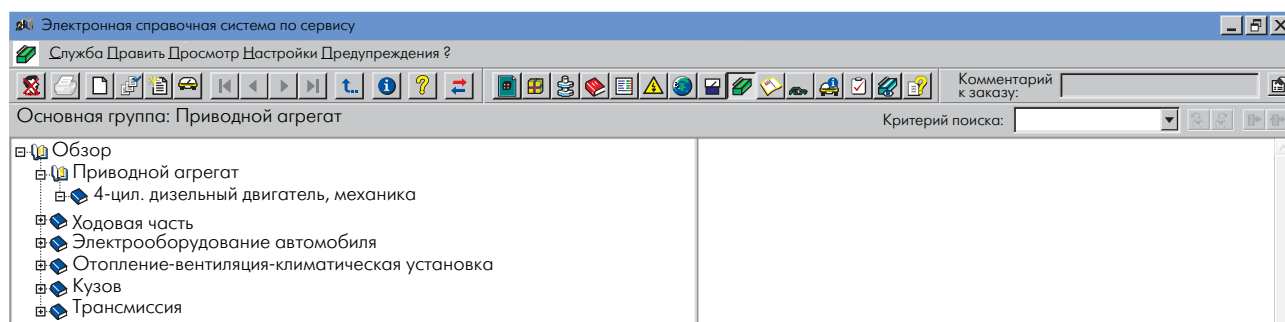 Электронная справочная система по сервису
Служба Править Просмотр Настройки Предупреждения ?
Комментарий
к заказу:
Основная группа: Приводной агрегат
Критерий поиска:
Обзор
Приводной агрегат
4-цил. дизельный двигатель, механика
Ходовая часть
Электрооборудование автомобиля
Отопление-вентиляция-климатическая установка
Кузов
Трансмиссия